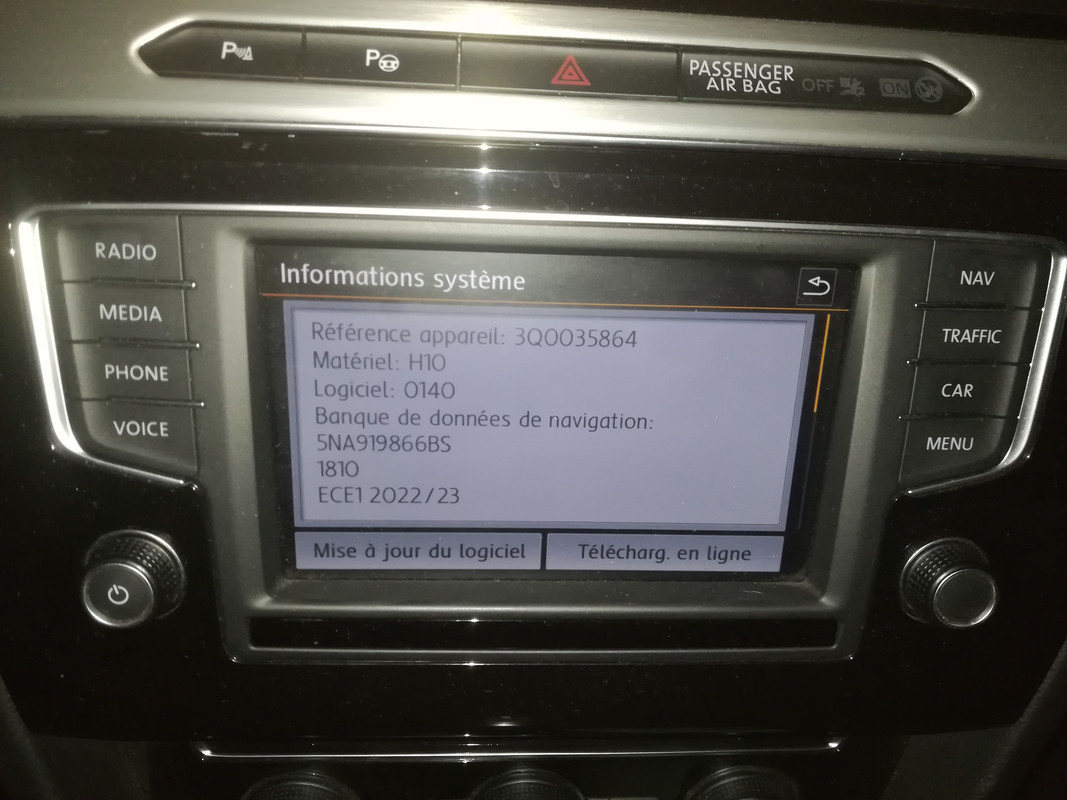 P
P
PASSENGER
AIR BAG OFF ON
RADIO
MEDIA
PHONE
VOICE
Informations système
Référence appareil: 3Q0035864
Matériel: H10
Logiciel: 0140
Banque de données de navigation:
5NA919866BS
1810
ECE1 2022/23
Mise à jour du logiciel
Télécharg. en ligne
NAV
TRAFFIC
CAR
MENU